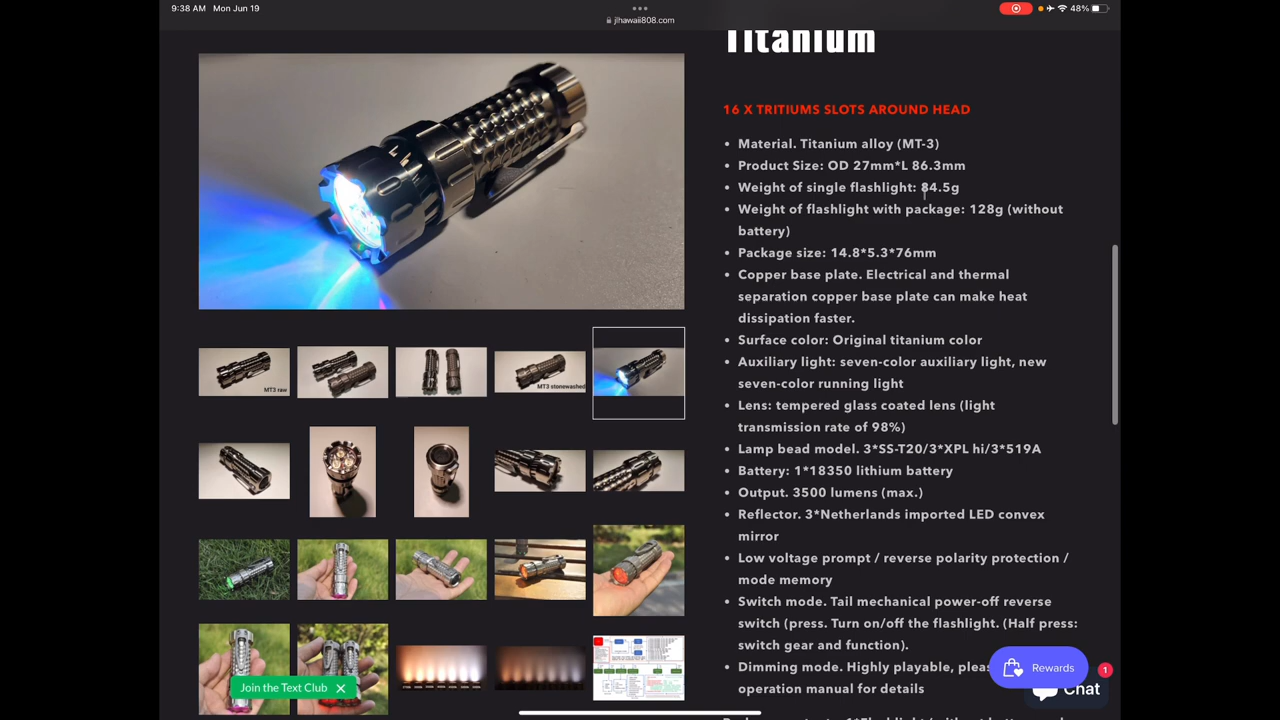 9:38 AM Mon Jun 19
48%
jlhawaii808.com
Titanium
16 X TRITIUMS SLOTS AROUND HEAD
• Material. Titanium alloy (MT-3)
• Product Size: OD 27mm*L 86.3mm
• Weight of single flashlight: 84.5g
• Weight of flashlight with package: 128g (without
battery)
• Package size: 14.8*5.3*76mm
• Copper base plate. Electrical and thermal
separation copper base plate can make heat
dissipation faster.
• Surface color: Original titanium color
• Auxiliary light: seven-color auxiliary light, new
seven-color running light
• Lens: tempered glass coated lens (light
transmission rate of 98%)
• Lamp bead model. 3*SS-T20/3*XPL hi/3*519A
• Battery: 1*18350 lithium battery
• Output. 3500 lumens (max.)
• Reflector. 3*Netherlands imported LED convex
mirror
• Low voltage prompt / reverse polarity protection /
mode memory
• Switch mode. Tail mechanical power-off reverse
switch (press. Turn on/off the flashlight. (Half press:
switch gear and function).
• Dimming mode. Highly playable,
operation manual for details
MT3 raw
MT3 stonewashed
Join the Text Club
Rewards
1
Chat